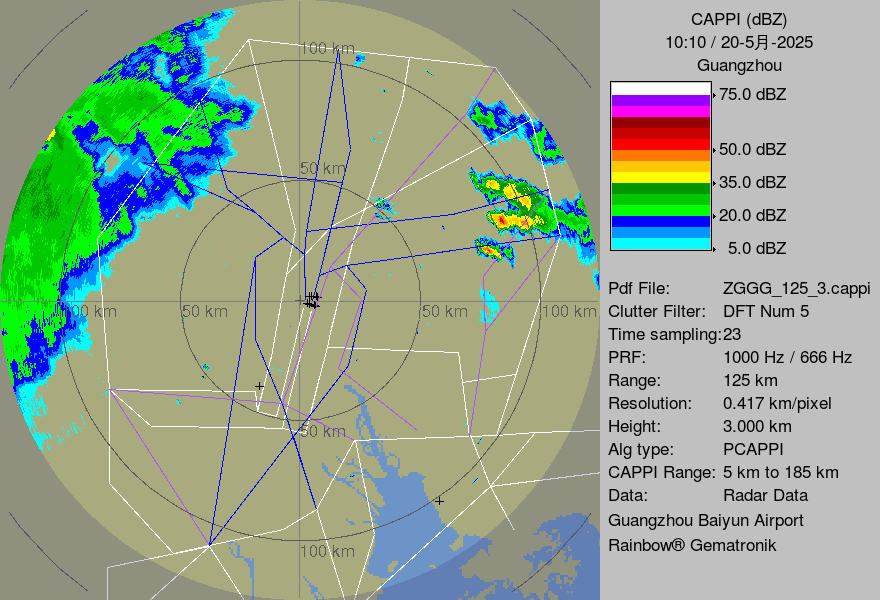 100 km
50 km
100 km
50 km
50 km
100 km
50 km
100 km
CAPPI (dBZ)
10:10 / 20-5月-2025
Guangzhou
75.0 dBZ
50.0 dBZ
35.0 dBZ
20.0 dBZ
5.0 dBZ
Pdf File: ZGGG_125_3.cappi
Clutter Filter: DFT Num 5
Time sampling:23
PRF: 1000 Hz / 666 Hz
Range: 125 km
Resolution: 0.417 km/pixel
Height: 3.000 km
Alg type: PCAPPI
CAPPI Range: 5 km to 185 km
Data: Radar Data
Guangzhou Baiyun Airport
Rainbow® Gematronik